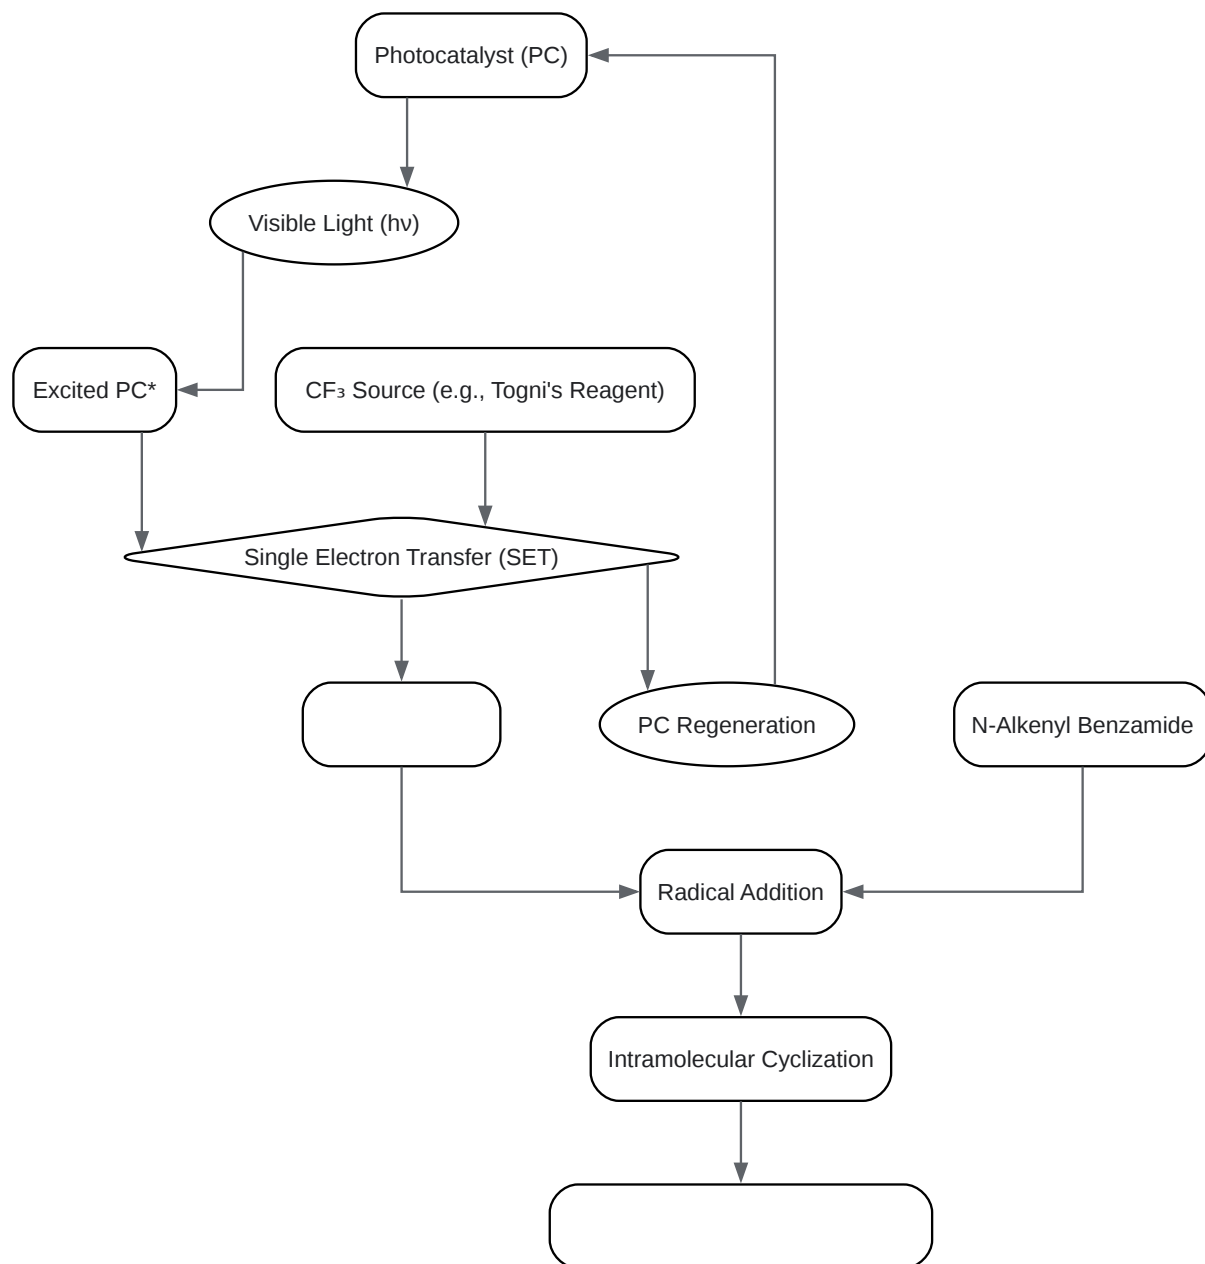 Photocatalyst (PC)
Visible Light (hν)
Excited PC*
CF₃ Source (e.g., Togni's Reagent)
Single Electron Transfer (SET)
PC Regeneration
N-Alkenyl Benzamide
Radical Addition
Intramolecular Cyclization